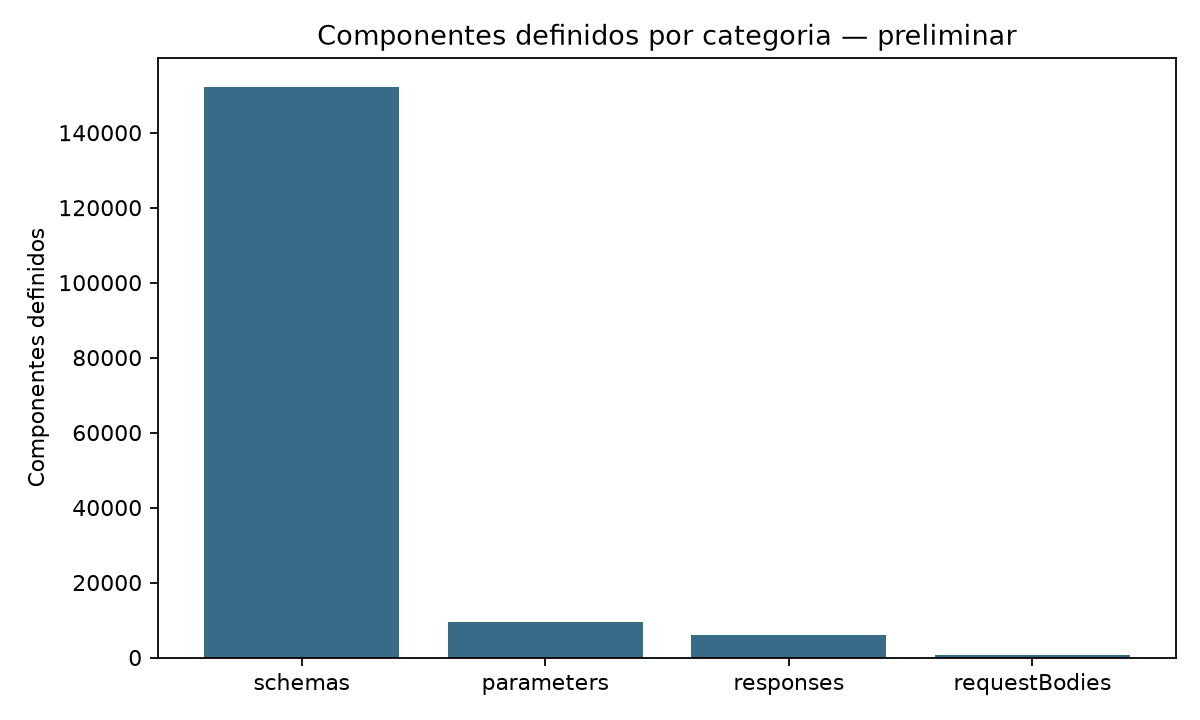 Componentes definidos por categoria — preliminar
Componentes definidos
140000
120000
100000
80000
60000
40000
20000
0
schemas
parameters
responses
requestBodies